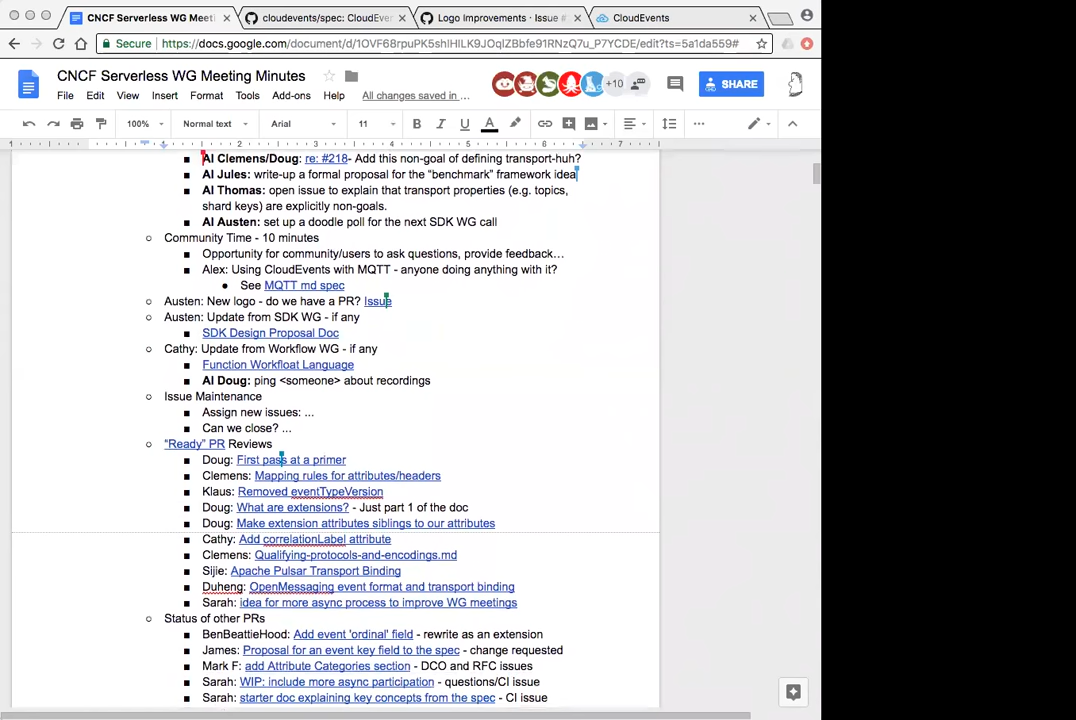 CNCF Serverless WG Meeti
cloudevents/spec: CloudEven
Logo Improvements · Issue #
CloudEvents
Secure
https://docs.google.com/document/d/1OVF68rpuPK5shlHlLK9JOqlZBbfe91RNzQ7u_P7YCDE/edit?ts=5a1da559#
CNCF Serverless WG Meeting Minutes
+10
SHARE
File Edit View Insert Format Tools Add-ons Help All changes saved in ...
100% Normal text Arial 11 B I U A
1 1 2 3 4 5 6 7
■ AI Clemens/Doug: re: #218- Add this non-goal of defining transport-huh?
■ AI Jules: write-up a formal proposal for the “benchmark” framework idea
■ AI Thomas: open issue to explain that transport properties (e.g. topics,
shard keys) are explicitly non-goals.
■ AI Austen: set up a doodle poll for the next SDK WG call
○ Community Time - 10 minutes
■ Opportunity for community/users to ask questions, provide feedback…
■ Alex: Using CloudEvents with MQTT - anyone doing anything with it?
● See MQTT md spec
○ Austen: New logo - do we have a PR? Issue
○ Austen: Update from SDK WG - if any
■ SDK Design Proposal Doc
○ Cathy: Update from Workflow WG - if any
■ Function Workfloat Language
■ AI Doug: ping <someone> about recordings
○ Issue Maintenance
■ Assign new issues: ...
■ Can we close? ...
○ “Ready” PR Reviews
■ Doug: First pass at a primer
■ Clemens: Mapping rules for attributes/headers
■ Klaus: Removed eventTypeVersion
■ Doug: What are extensions? - Just part 1 of the doc
■ Doug: Make extension attributes siblings to our attributes
■ Cathy: Add correlationLabel attribute
■ Clemens: Qualifying-protocols-and-encodings.md
■ Sijie: Apache Pulsar Transport Binding
■ Duheng: OpenMessaging event format and transport binding
■ Sarah: idea for more async process to improve WG meetings
○ Status of other PRs
■ BenBeattieHood: Add event 'ordinal' field - rewrite as an extension
■ James: Proposal for an event key field to the spec - change requested
■ Mark F: add Attribute Categories section - DCO and RFC issues
■ Sarah: WIP: include more async participation - questions/CI issue
■ Sarah: starter doc explaining key concepts from the spec - CI issue